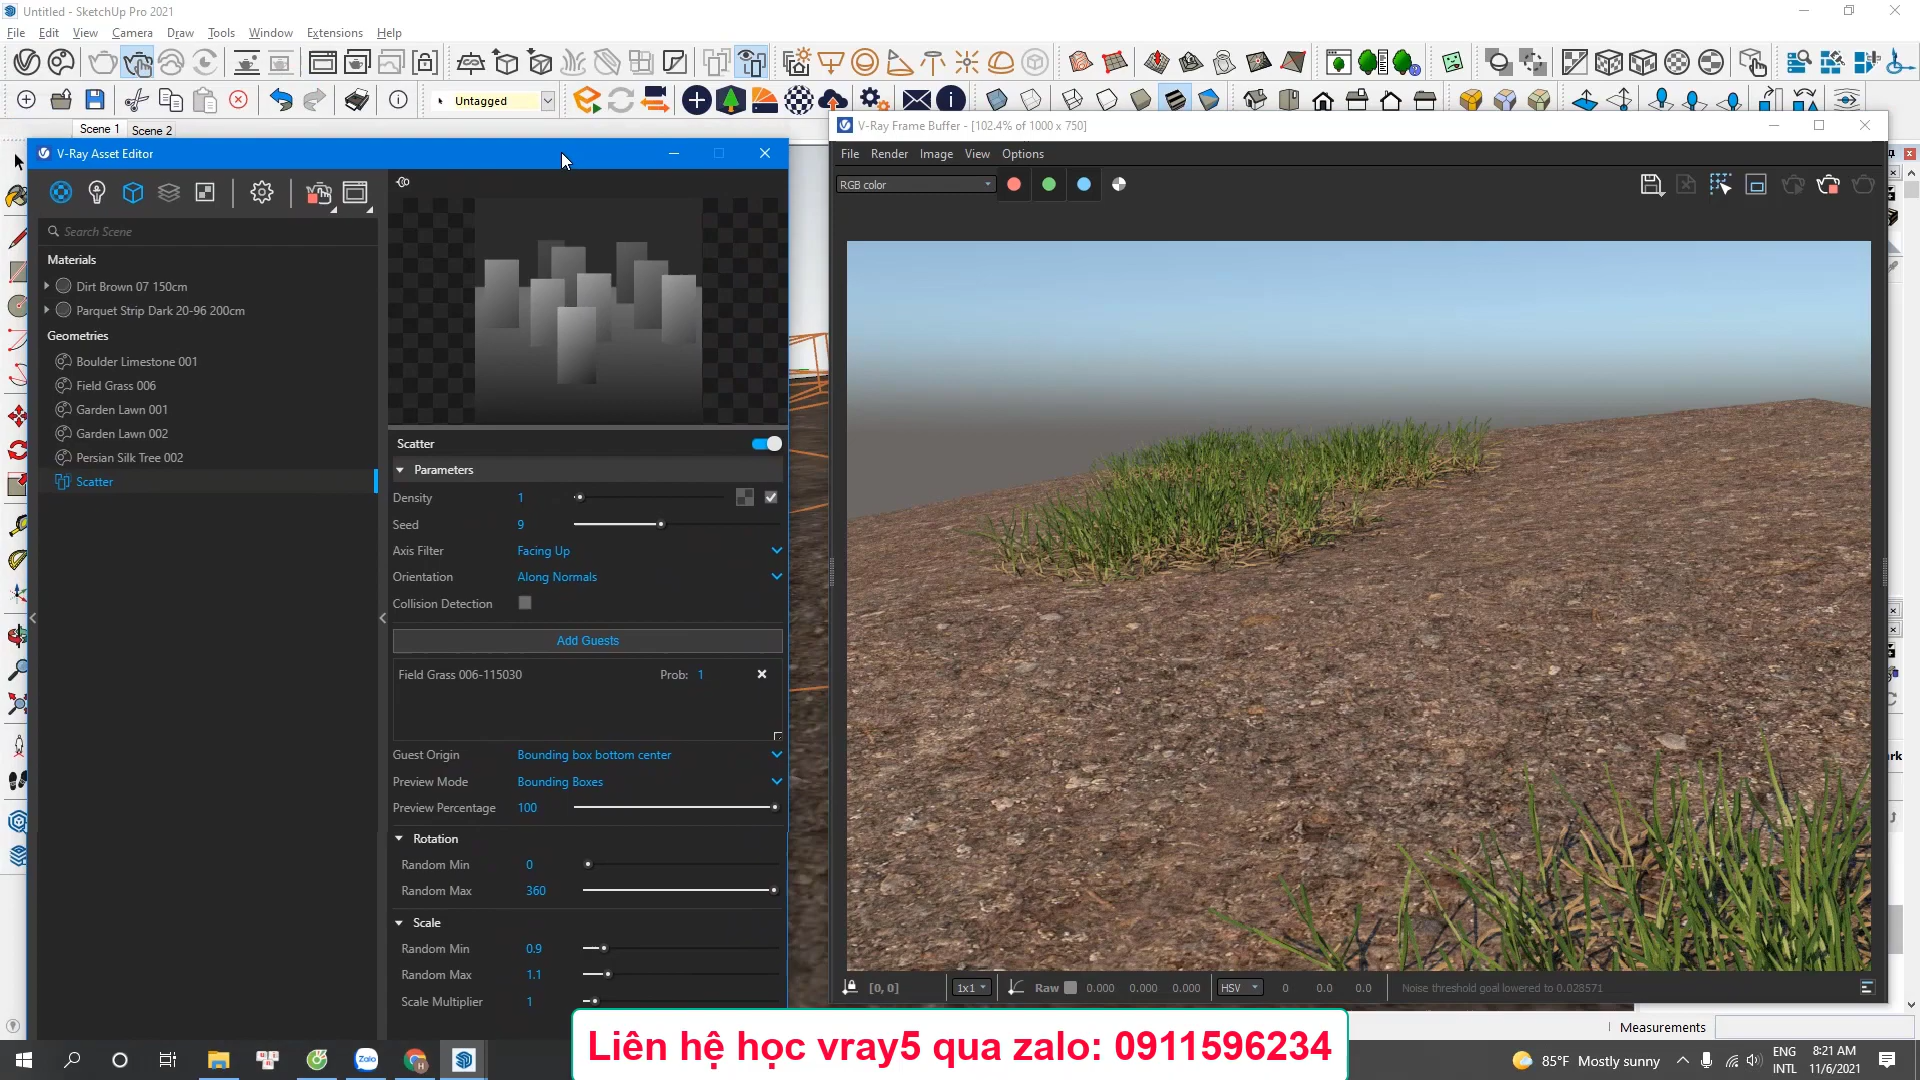 Untitled - SketchUp Pro 2021
File Edit View Camera Draw Tools Window Extensions Help
Untagged
Scene 1 Scene 2
V-Ray Asset Editor
Search Scene
Materials
Dirt Brown 07 150cm
Parquet Strip Dark 20-96 200cm
Geometries
Boulder Limestone 001
Field Grass 006
Garden Lawn 001
Garden Lawn 002
Persian Silk Tree 002
Scatter
Scatter
Parameters
Density 1
Seed 9
Axis Filter Facing Up
Orientation Along Normals
Collision Detection
Add Guests
Field Grass 006-115030 Prob: 1
Guest Origin Bounding box bottom center
Preview Mode Bounding Boxes
Preview Percentage 100
Rotation
Random Min 0
Random Max 360
Scale
Random Min 0.9
Random Max 1.1
Scale Multiplier 1
V-Ray Frame Buffer - [102.4% of 1000 x 750]
File Render Image View Options
RGB color
[0, 0] 1x1 Raw 0.000 0.000 0.000 HSV 0 0.0 0.0 Noise threshold goal lowered to 0.028571
Measurements
Liên hệ học vray5 qua zalo: 0911596234
Zalo
85°F Mostly sunny
ENG
INTL
8:21 AM
11/6/2021